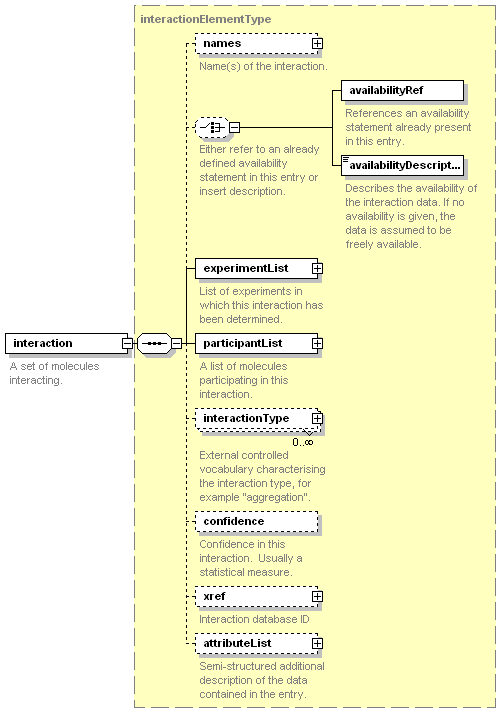 interactionElementType
names
Name(s) of the interaction.
Either refer to an already
defined availability
statement in this entry or
insert description.
availabilityRef
References an availability
statement already present
in this entry.
availabilityDescript...
Describes the availability of
the interaction data. If no
availability is given, the
data is assumed to be
freely available.
experimentList
List of experiments in
which this interaction has
been determined.
interaction
A set of molecules
interacting.
participantList
A list of molecules
participating in this
interaction.
interactionType
0..∞
External controlled
vocabulary characterising
the interaction type, for
example "aggregation".
confidence
Confidence in this
interaction.  Usually a
statistical measure.
xref
Interaction database ID
attributeList
Semi-structured additional
description of the data
contained in the entry.